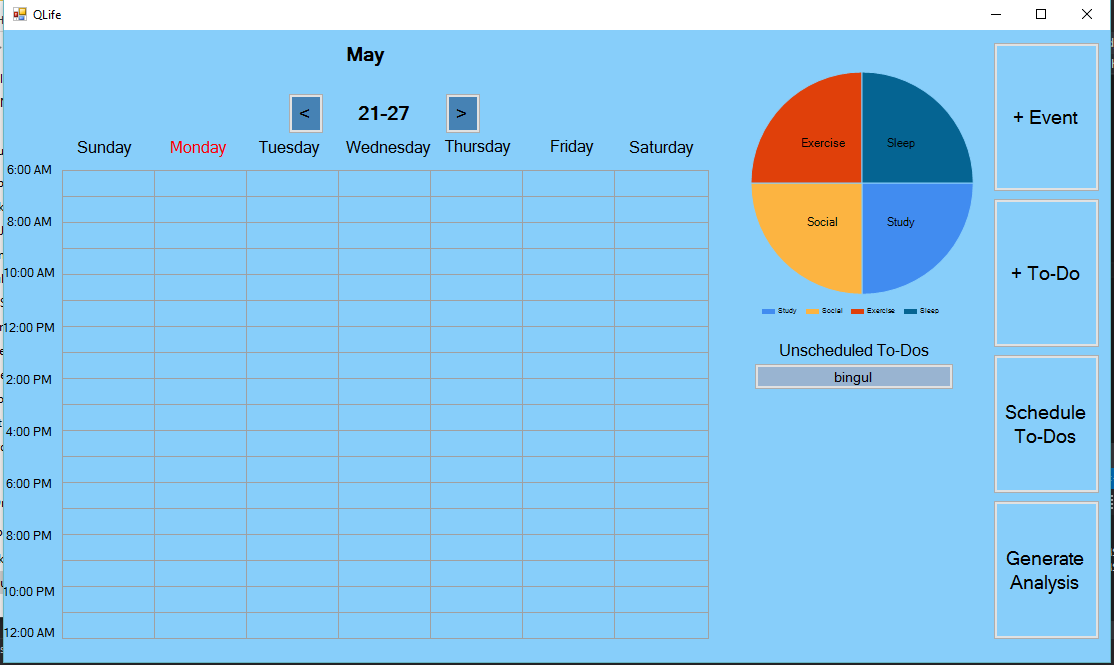 QLife
May
< 21-27 >
Sunday Monday Tuesday Wednesday Thursday Friday Saturday
6:00 AM
8:00 AM
10:00 AM
12:00 PM
2:00 PM
4:00 PM
6:00 PM
8:00 PM
10:00 PM
12:00 AM
Exercise Sleep
Social Study
Study Social Exercise Sleep
Unscheduled To-Dos
bingul
+ Event
+ To-Do
Schedule
To-Dos
Generate
Analysis